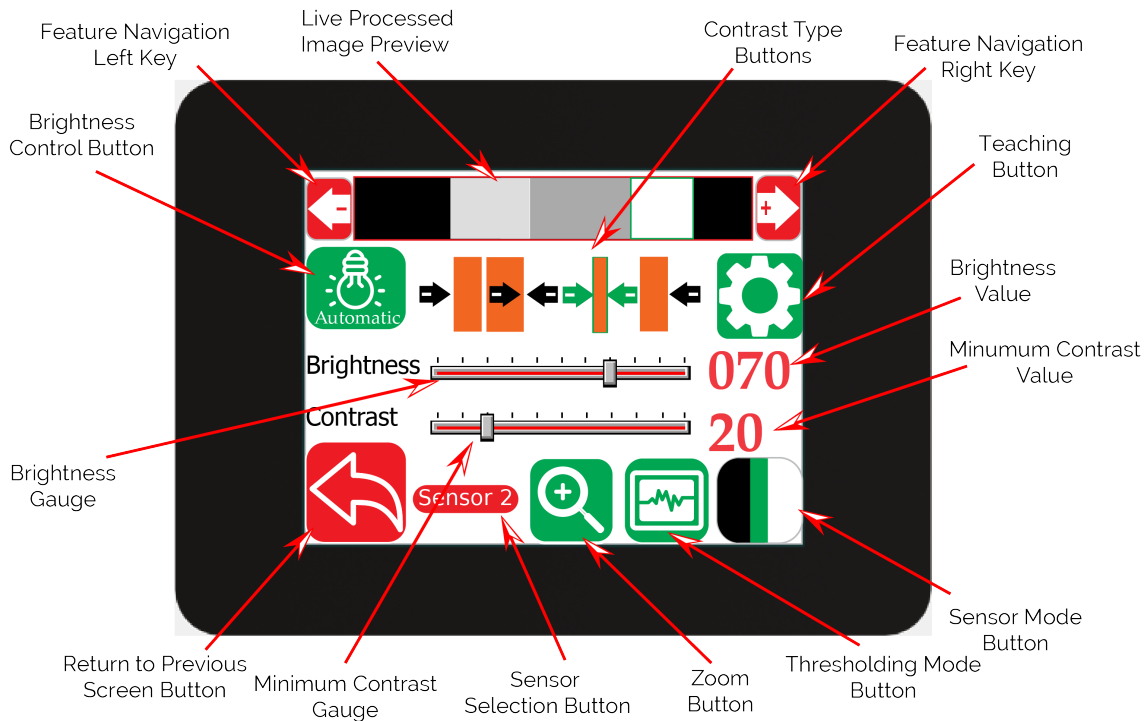 Feature Navigation
Left Key
Live Processed
Image Preview
Contrast Type
Buttons
Feature Navigation
Right Key
Brightness
Control Button
Teaching
Button
-
+
Automatic
Brightness
Value
Brightness
070
Minumum Contrast
Value
Contrast
20
Brightness
Gauge
Sensor 2
Sensor Mode
Button
Return to Previous
Screen Button
Minimum Contrast
Gauge
Sensor
Selection Button
Zoom
Button
Thresholding Mode
Button